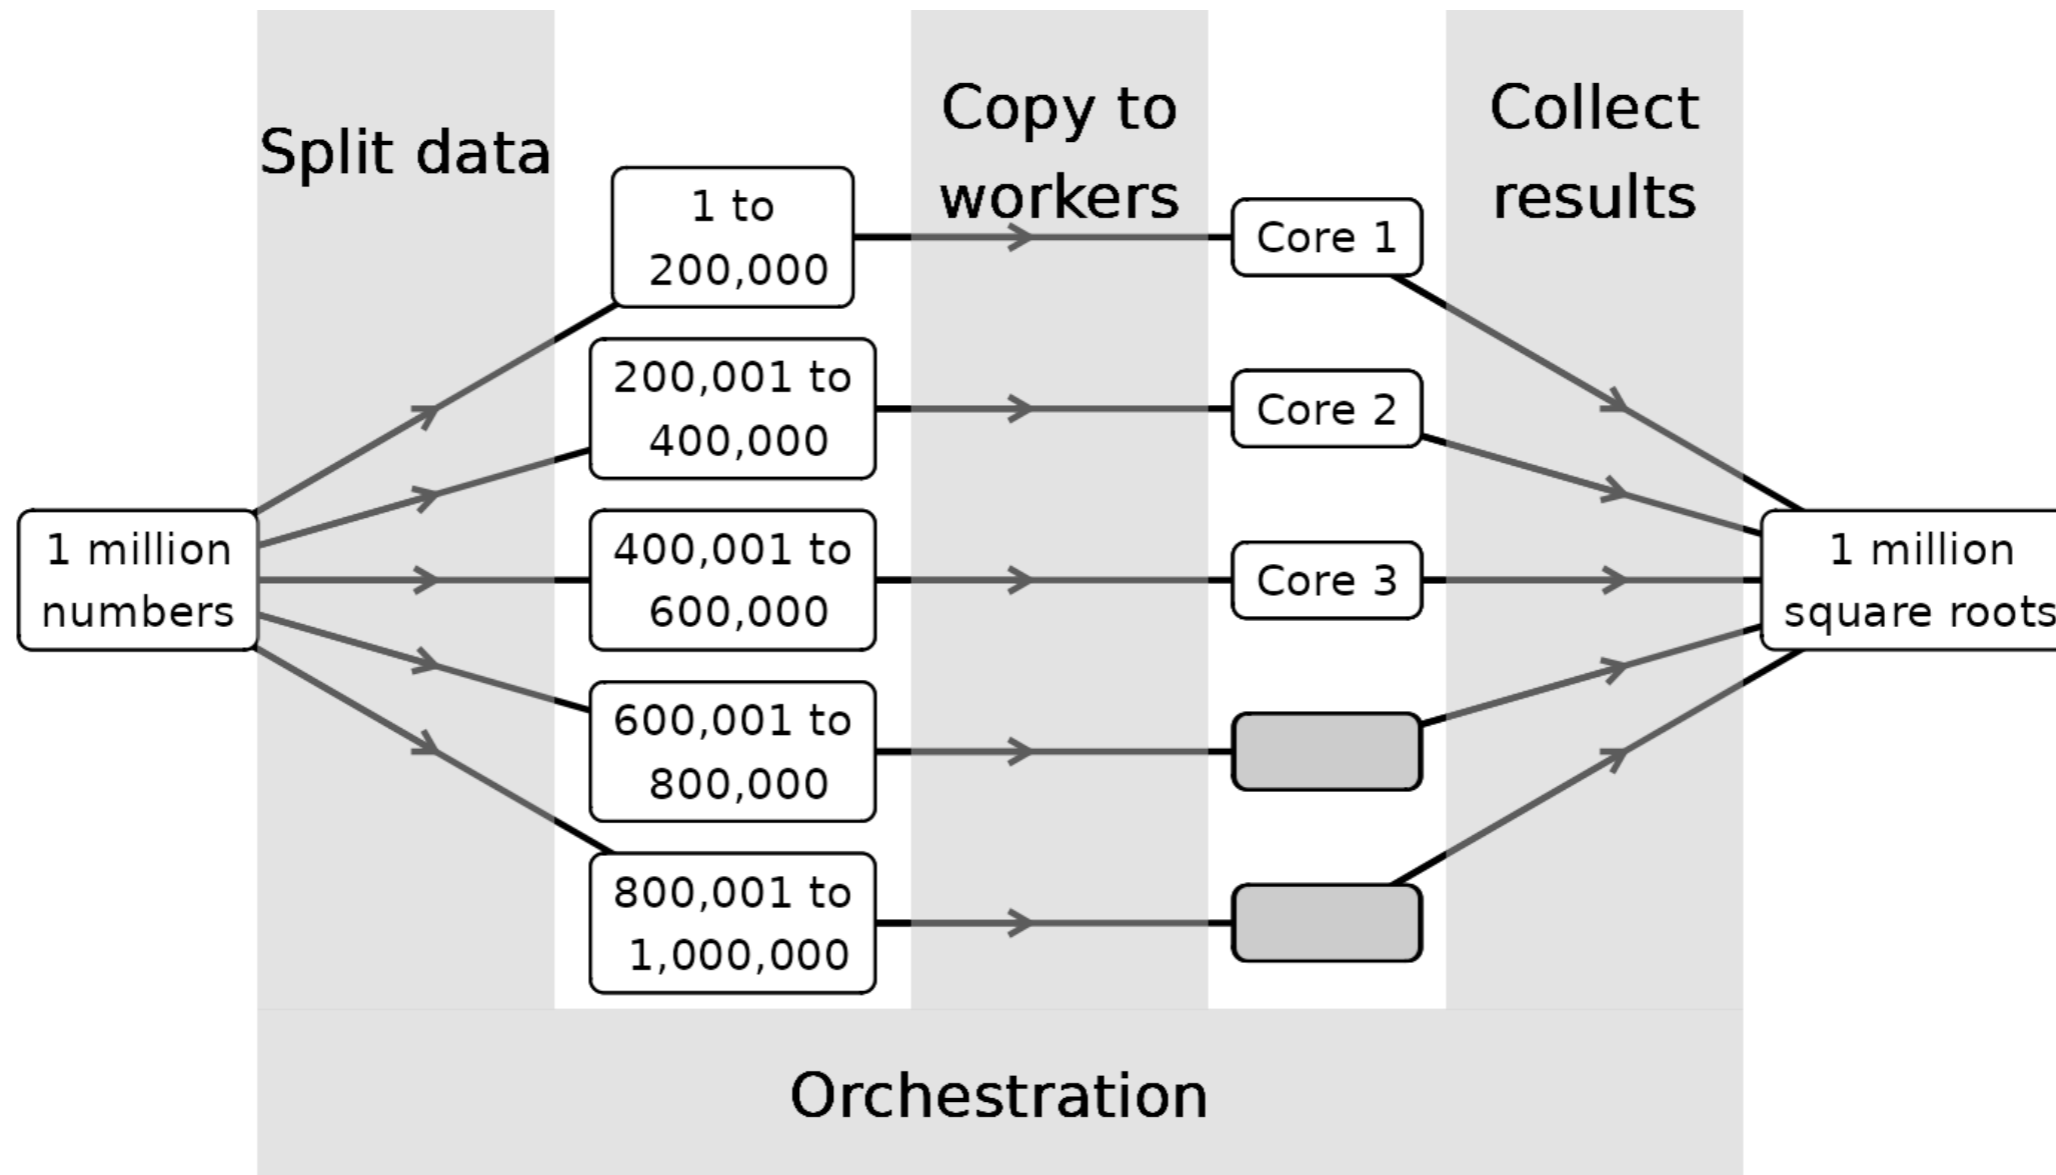 Split data
Copy to
workers
Collect
results
1 million
numbers
1 to
200,000
200,001 to
400,000
400,001 to
600,000
600,001 to
800,000
800,001 to
1,000,000
Core 1
Core 2
Core 3
1 million
square roots
Orchestration